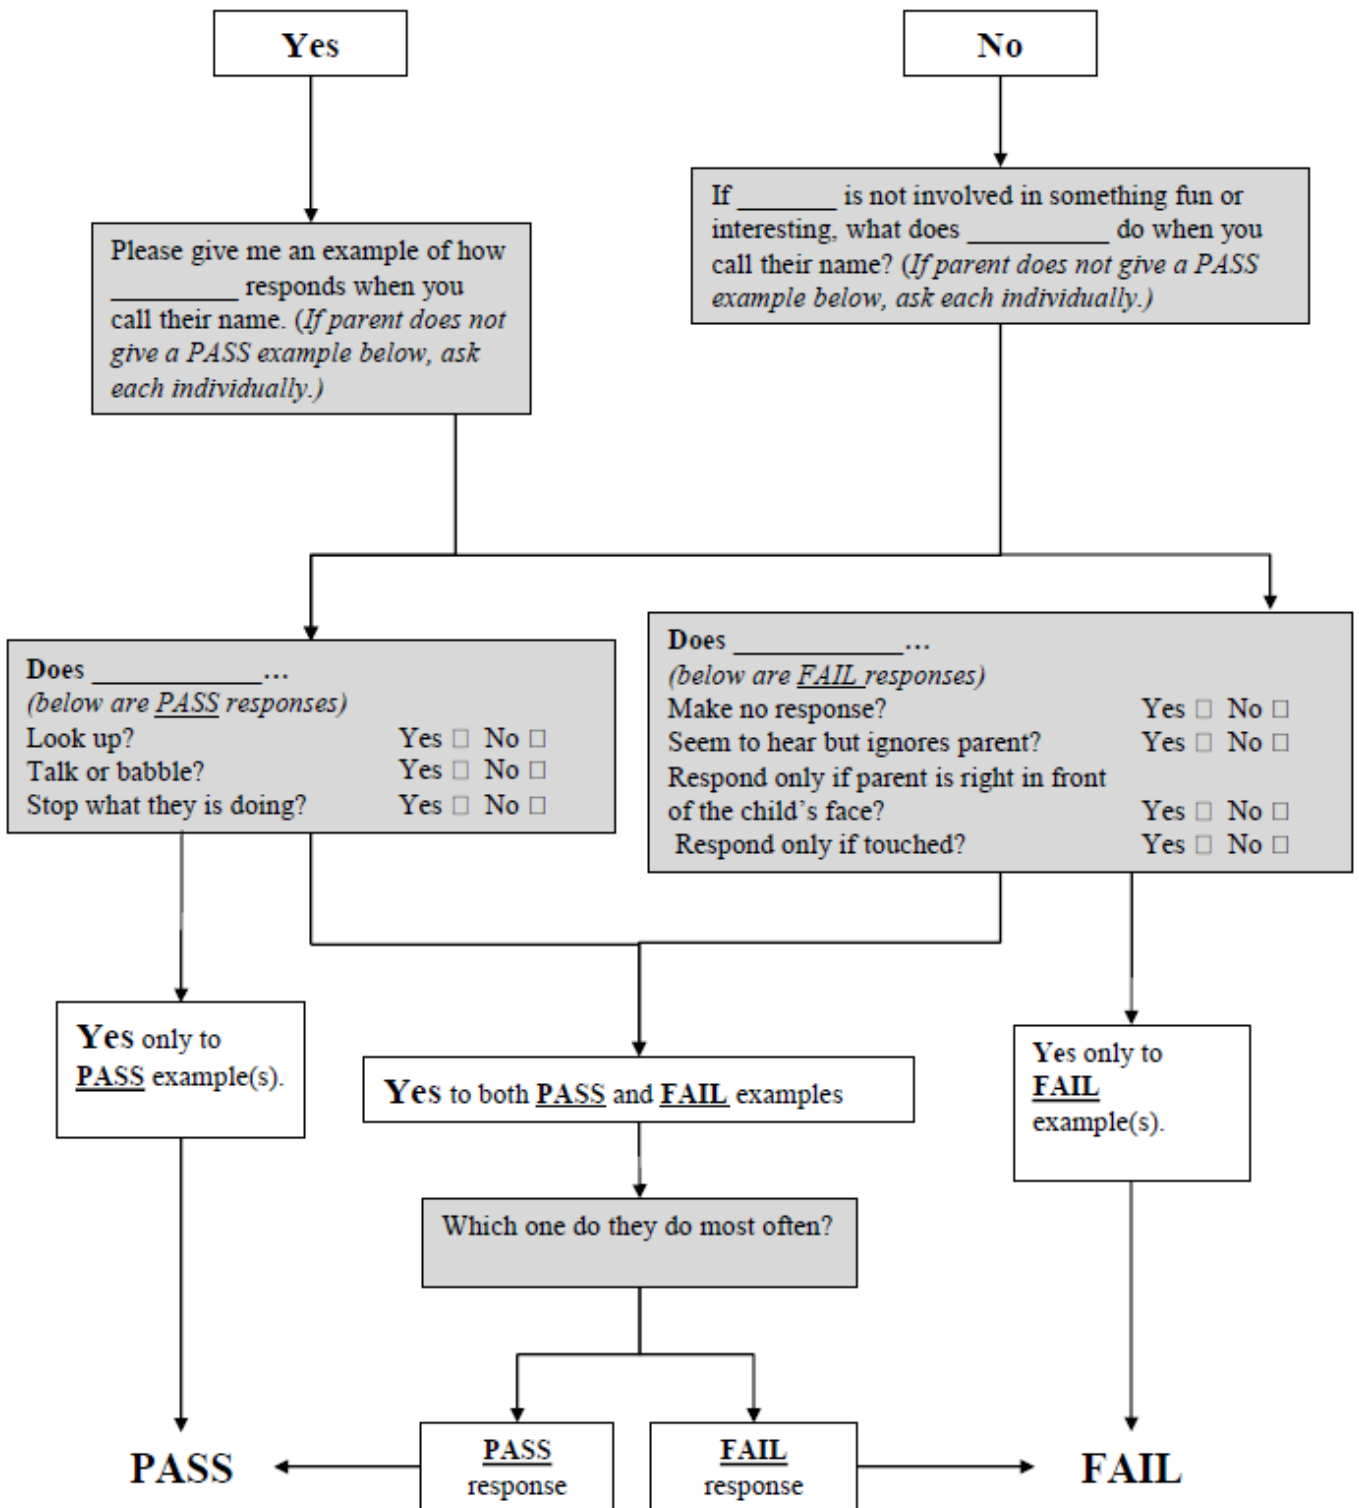 Yes
No
Please give me an example of how
_________ responses when you
call their name. (If parent does not
give a PASS example below, ask
each individually.)
If _______ is not involved in something fun or
interesting, what does __________ do when you
call their name? (If parent does not give a PASS
example below, ask each individually.)
Does ____________…
(below are PASS responses)
Look up? Yes □ No □
Talk or babble? Yes □ No □
Stop what they is doing? Yes □ No □
Does ____________…
(below are FAIL responses)
Make no response? Yes □ No □
Seem to hear but ignores parent? Yes □ No □
Respond only if parent is right in front
of the child’s face? Yes □ No □
Respond only if touched? Yes □ No □
Yes only to
PASS example(s).
Yes to both PASS and FAIL examples
Yes only to
FAIL
example(s).
Which one do they do most often?
PASS
PASS
response
FAIL
response
FAIL